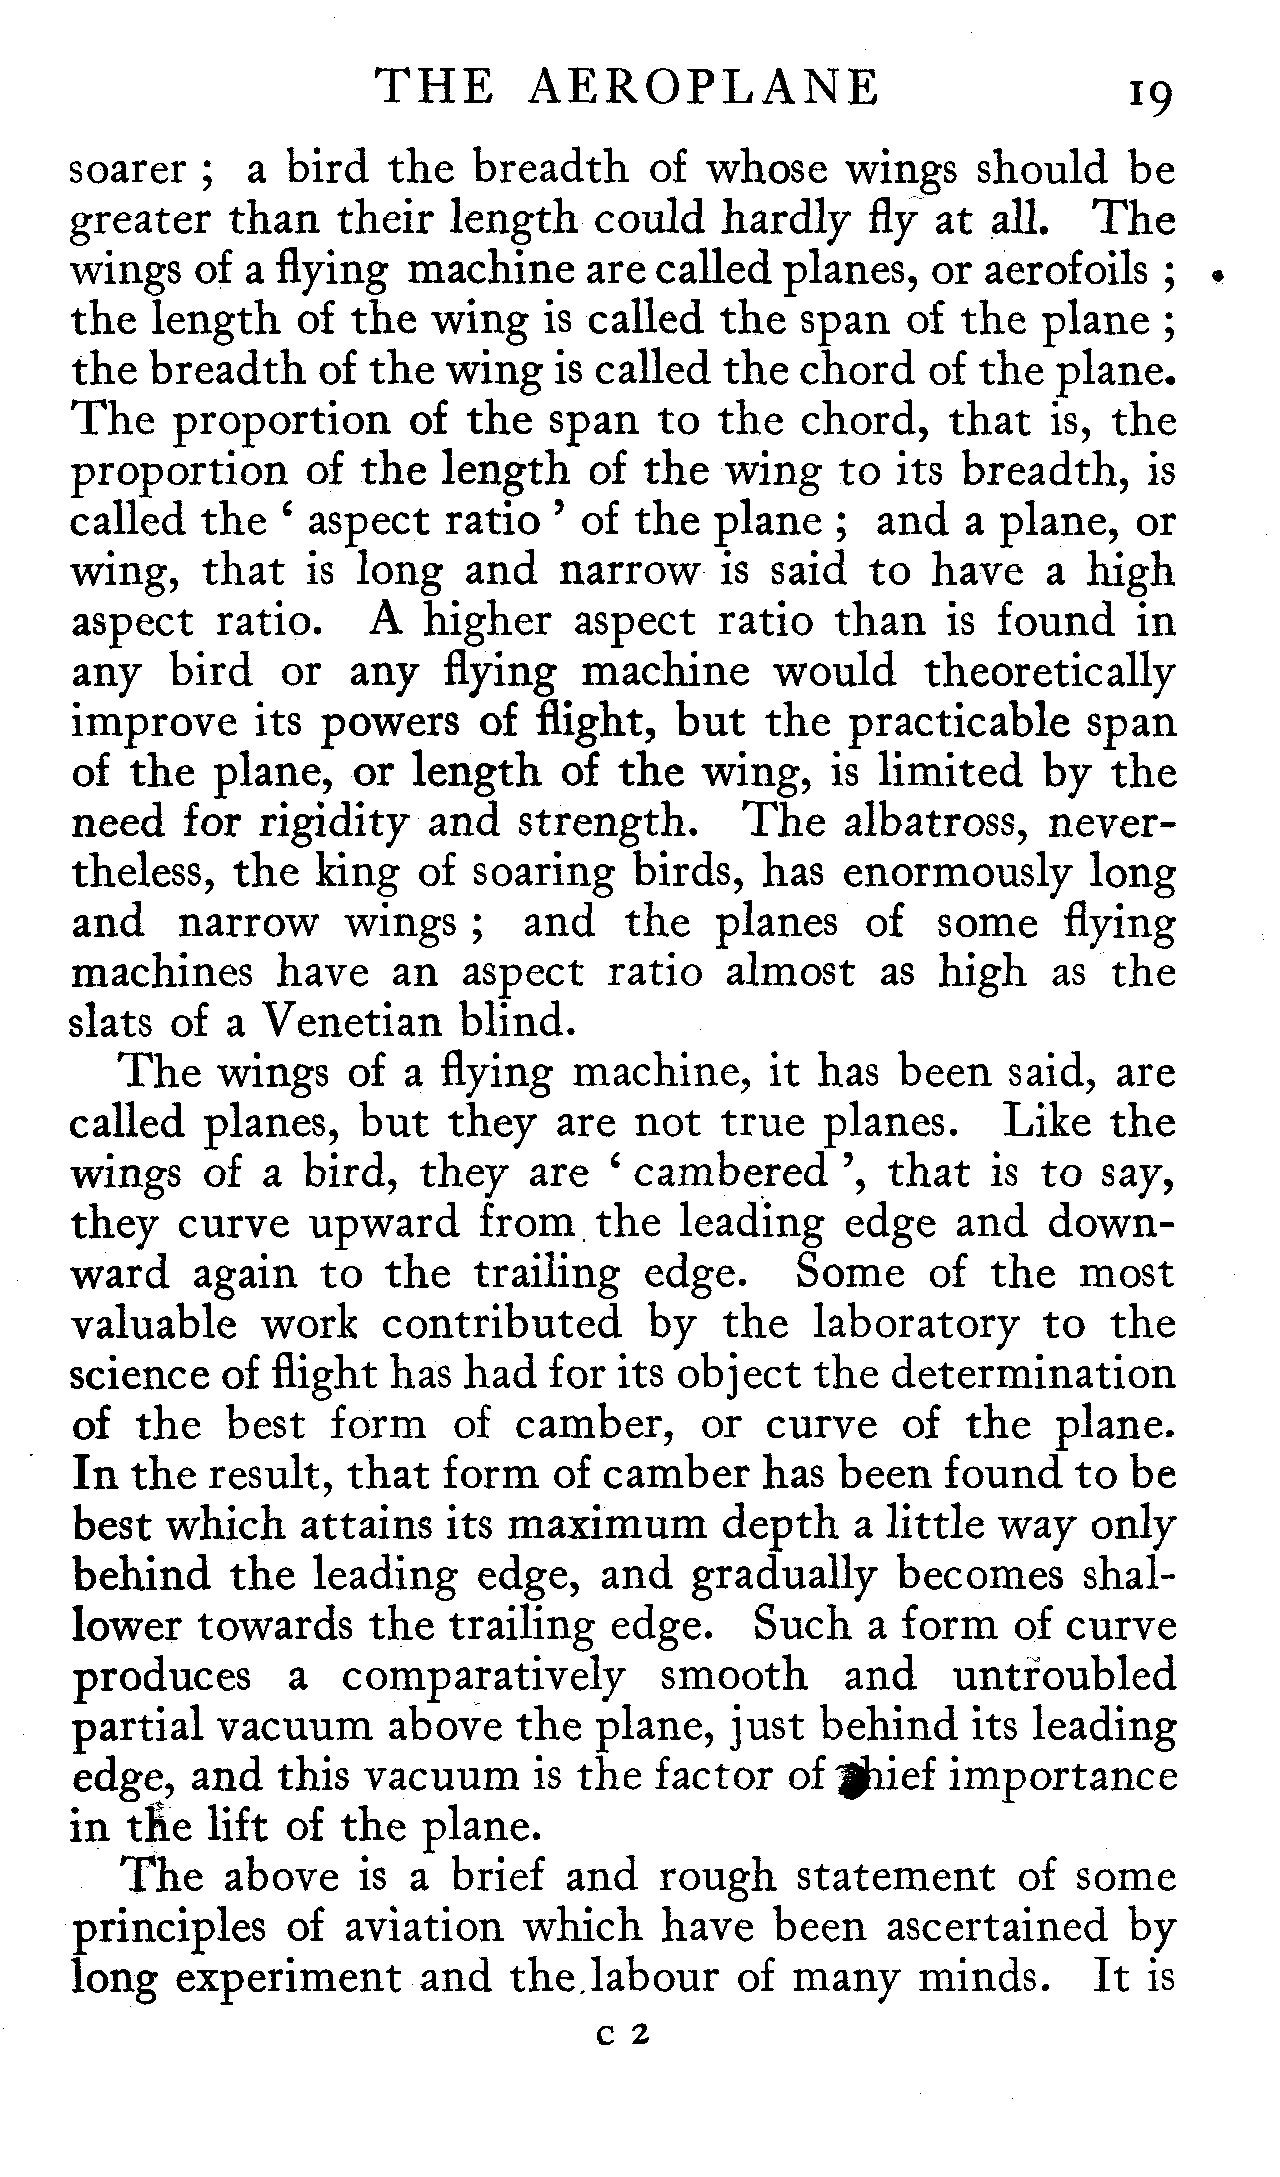 THE AEROPLANE 19
soarer ; a bird the breadth of whose wings should be
greater than their length could hardly fly at all. The
wings of a flying machine are called planes, or aerofoils ;
the length of the wing is called the span of the plane ;
the breadth of the wing is called the chord of the plane.
The proportion of the span to the chord, that is, the
proportion of the length of the wing to its breadth, is
called the ‘ aspect ratio ’ of the plane ; and a plane, or
wing, that is long and narrow is said to have a high
aspect ratio. A higher aspect ratio than is found in
any bird or any flying machine would theoretically
improve its powers of flight, but the practicable span
of the plane, or length of the wing, is limited by the
need for rigidity and strength. The albatross, never-
theless, the king of soaring birds, has enormously long
and narrow wings ; and the planes of some flying
machines have an aspect ratio almost as high as the
slats of a Venetian blind.
The wings of a flying machine, it has been said, are
called planes, but they are not true planes. Like the
wings of a bird, they are ‘ cambered ’, that is to say,
they curve upward from the leading edge and down-
ward again to the trailing edge. Some of the most
valuable work contributed by the laboratory to the
science of flight has had for its object the determination
of the best form of camber, or curve of the plane.
In the result, that form of camber has been found to be
best which attains its maximum depth a little way only
behind the leading edge, and gradually becomes shal-
lower towards the trailing edge. Such a form of curve
produces a comparatively smooth and untroubled
partial vacuum above the plane, just behind its leading
edge, and this vacuum is the factor of chief importance
in the lift of the plane.
The above is a brief and rough statement of some
principles of aviation which have been ascertained by
long experiment and the labour of many minds. It is
C 2